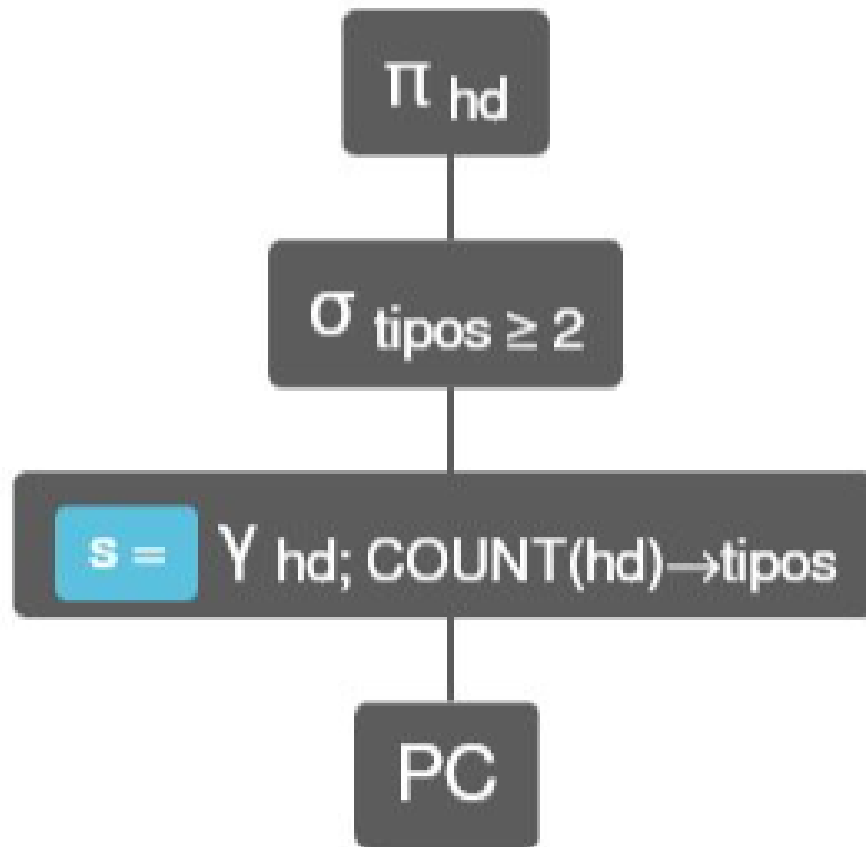 π hd
σ tipos ≥ 2
s = γ hd; COUNT(hd)→tipos
PC